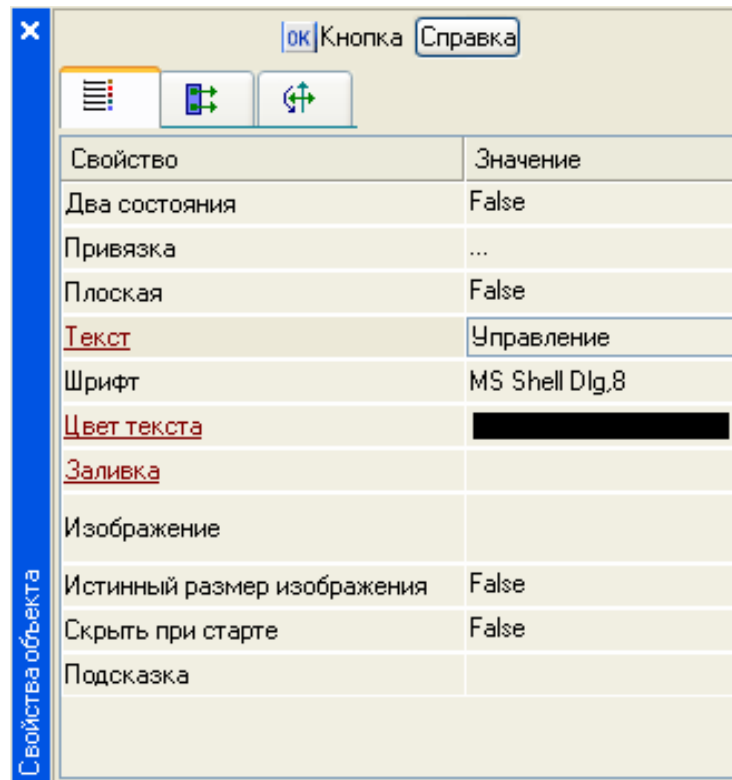 OK Кнопка Справка
Свойство Значение
Два состояния False
Привязка ...
Плоская False
Текст Управление
Шрифт MS Shell Dlg,8
Цвет текста
Заливка
Изображение
Истинный размер изображения False
Скрыть при старте False
Подсказка
Свойства объекта